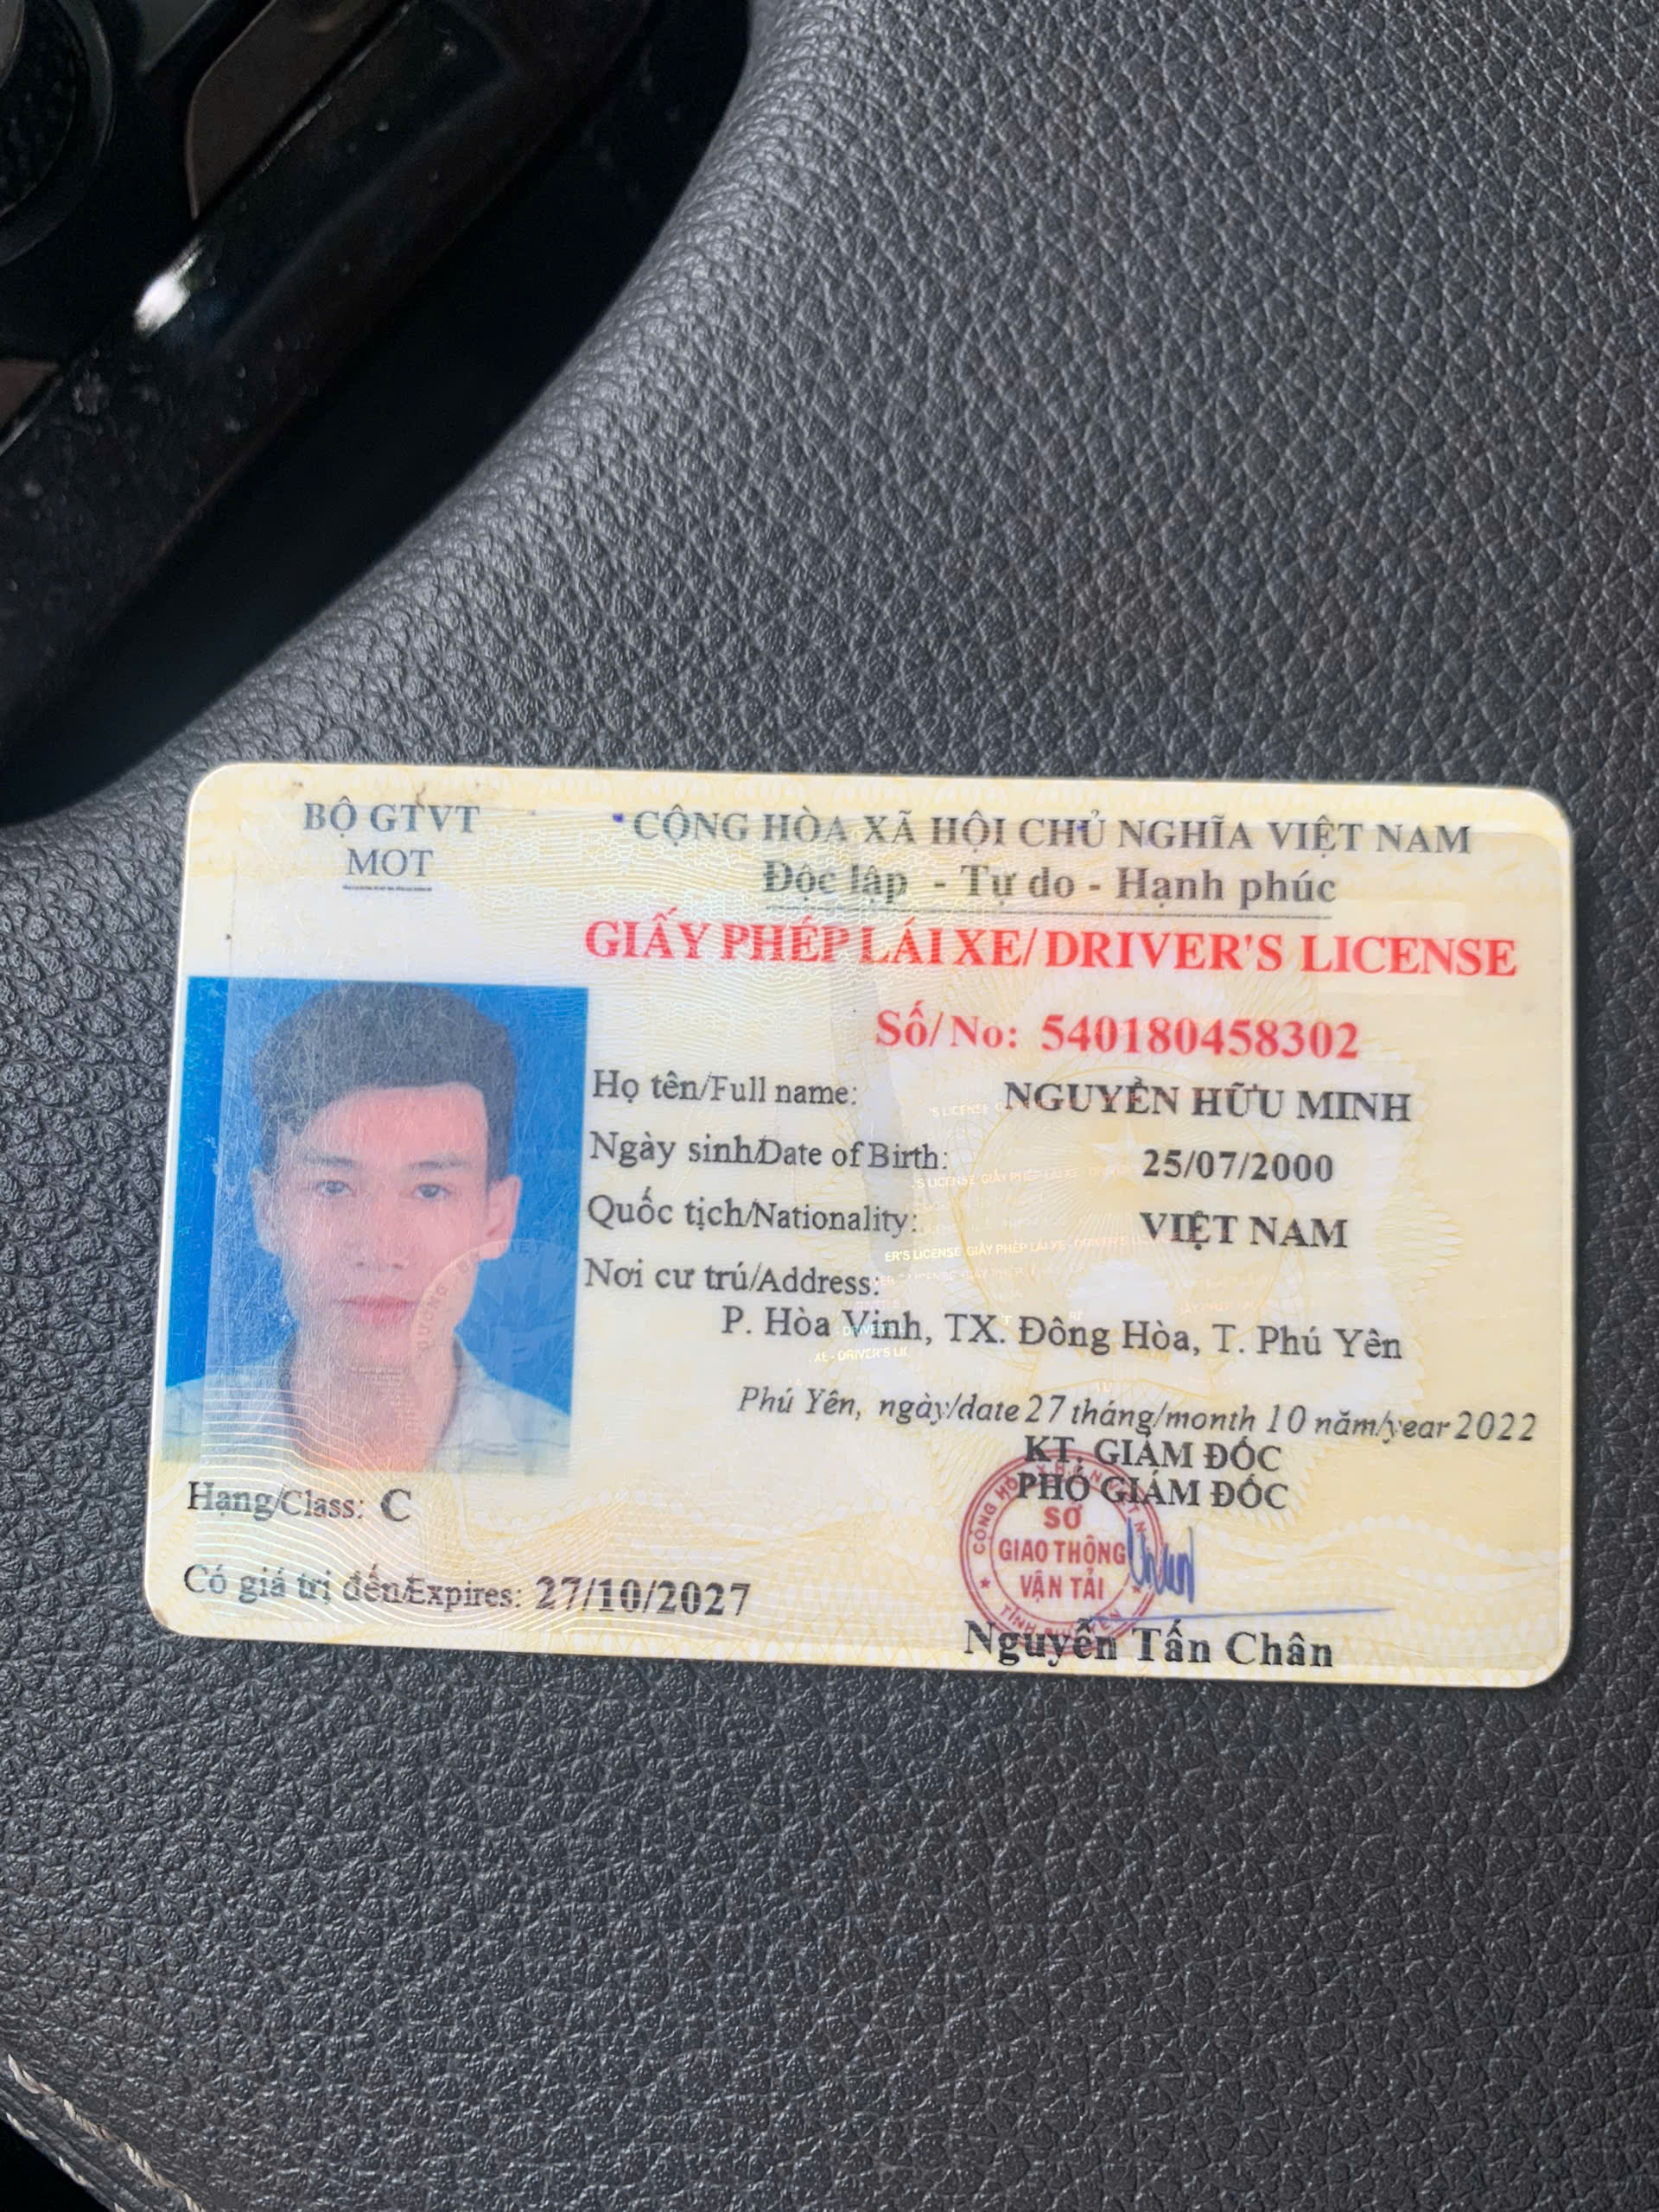 BỘ GTVT
MOT
CỘNG HÒA XÃ HỘI CHỦ NGHĨA VIỆT NAM
Độc lập - Tự do - Hạnh phúc
GIẤY PHÉP LÁI XE/DRIVER'S LICENSE
Số/No: 540180458302
Họ tên/Full name: NGUYỄN HỮU MINH
Ngày sinh/Date of Birth: 25/07/2000
Quốc tịch/Nationality: VIỆT NAM
Nơi cư trú/Address:
P. Hòa Vinh, TX. Đông Hòa, T. Phú Yên
Phú Yên, ngày/date 27 tháng/month 10 năm/year 2022
KT. GIÁM ĐỐC
PHÓ GIÁM ĐỐC
SỞ
GIAO THÔNG
VẬN TẢI
Hạng/Class: C
Có giá trị đến/Expires: 27/10/2027
Nguyễn Tấn Chân